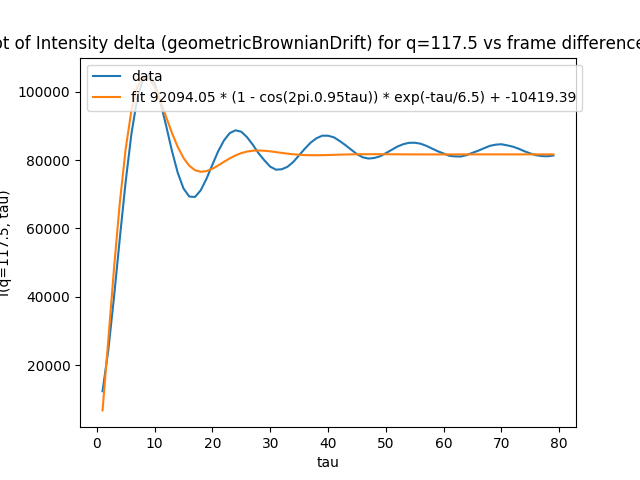 ot of Intensity delta (geometricBrownianDrift) for q=117.5 vs frame difference
data
fit 92094.05 * (1 - cos(2pi.0.95tau)) * exp(-tau/6.5) + -10419.39
100000
80000
60000
40000
20000
I(q=117.5, tau)
0 10 20 30 40 50 60 70 80
tau